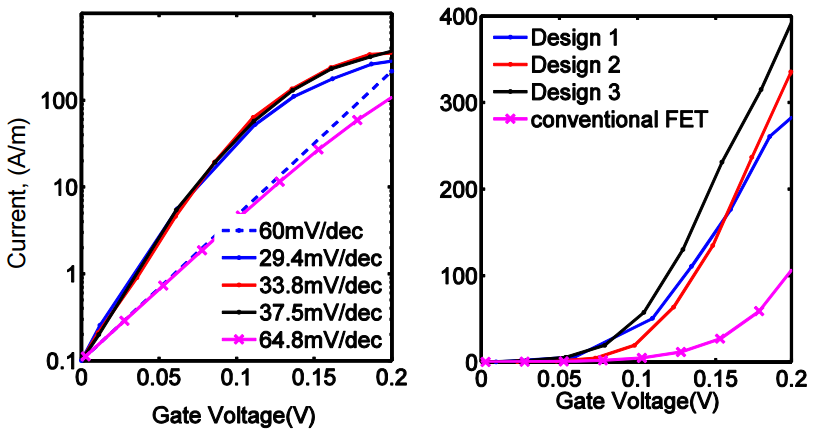 Current, (A/m)
100
10
1
0.1
60mV/dec
29.4mV/dec
33.8mV/dec
37.5mV/dec
64.8mV/dec
0
0.05
0.1
0.15
0.2
Gate Voltage(V)
400
300
200
100
0
Design 1
Design 2
Design 3
conventional FET
0
0.05
0.1
0.15
0.2
Gate Voltage(V)